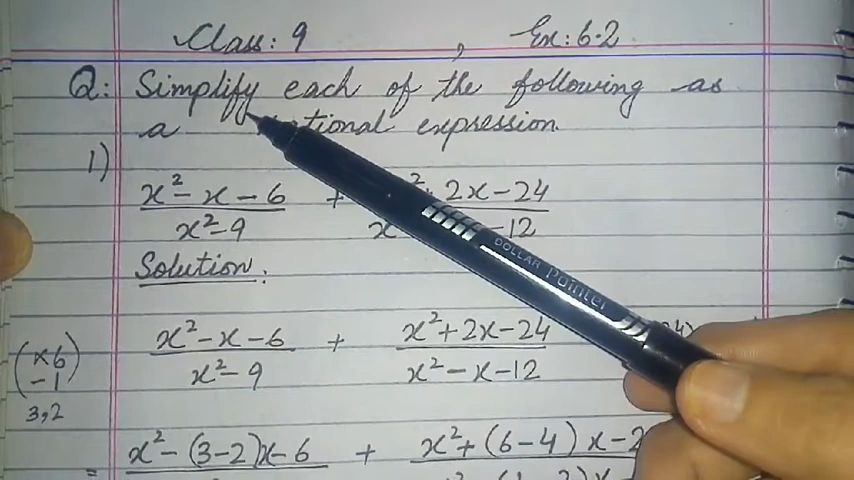 Class: 9 , Ex: 6.2
Q: Simplify each of the following as
a expression.
1)
x² - x - 6 + 2x - 24
x² - 9 - 12
Solution:
x² - x - 6 + x² + 2x - 24
x² - 9 x² - x - 12
(×6
-1)
3,2
= x² - (3-2)x - 6 + x² + (6-4)x - 2
DOLLAR Pointer